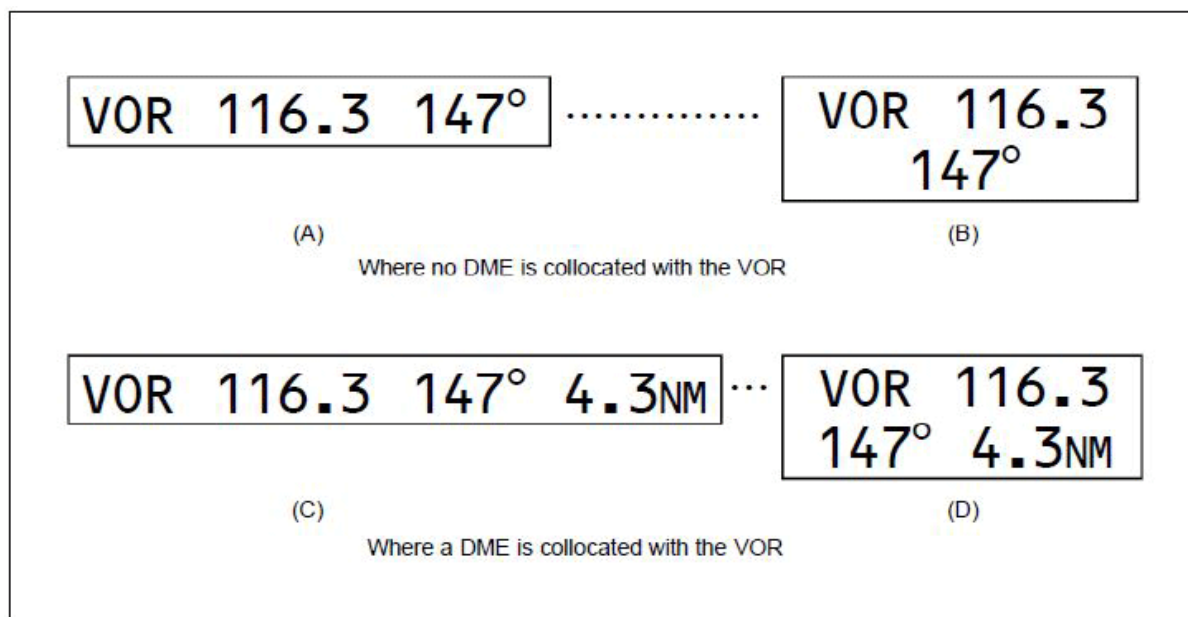 VOR 116.3 147° .............. VOR 116.3
147°
(A) (B)
Where no DME is collocated with the VOR
VOR 116.3 147° 4.3NM ... VOR 116.3
147° 4.3NM
(C) (D)
Where a DME is collocated with the VOR